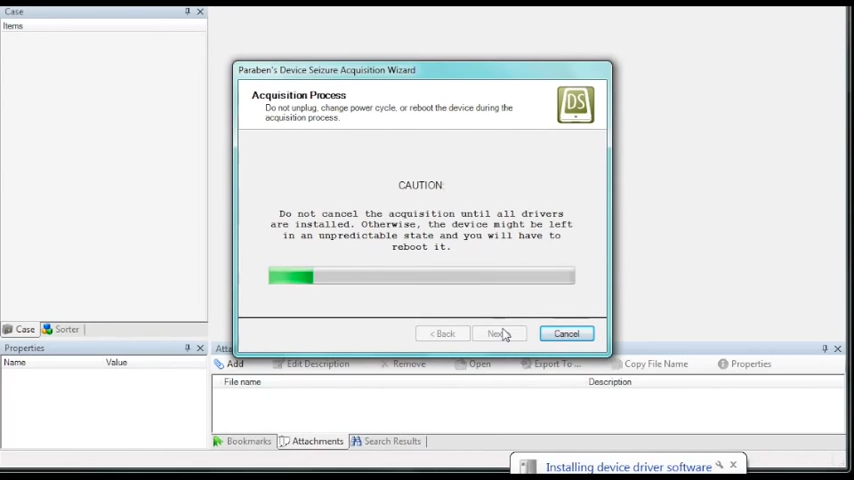 Case
Items
Paraben's Device Seizure Acquisition Wizard
Acquisition Process
Do not unplug, change power cycle, or reboot the device during the
acquisition process.
DS
CAUTION:
Do not cancel the acquisition until all drivers
are installed. Otherwise, the device might be left
in an unpredictable state and you will have to
reboot it.
< Back
Cancel
Case
Sorter
Properties
Name
Value
Add
Edit Description
Remove
Open
Export To ...
Copy File Name
Properties
File name
Description
Bookmarks
Attachments
Search Results
Installing device driver software